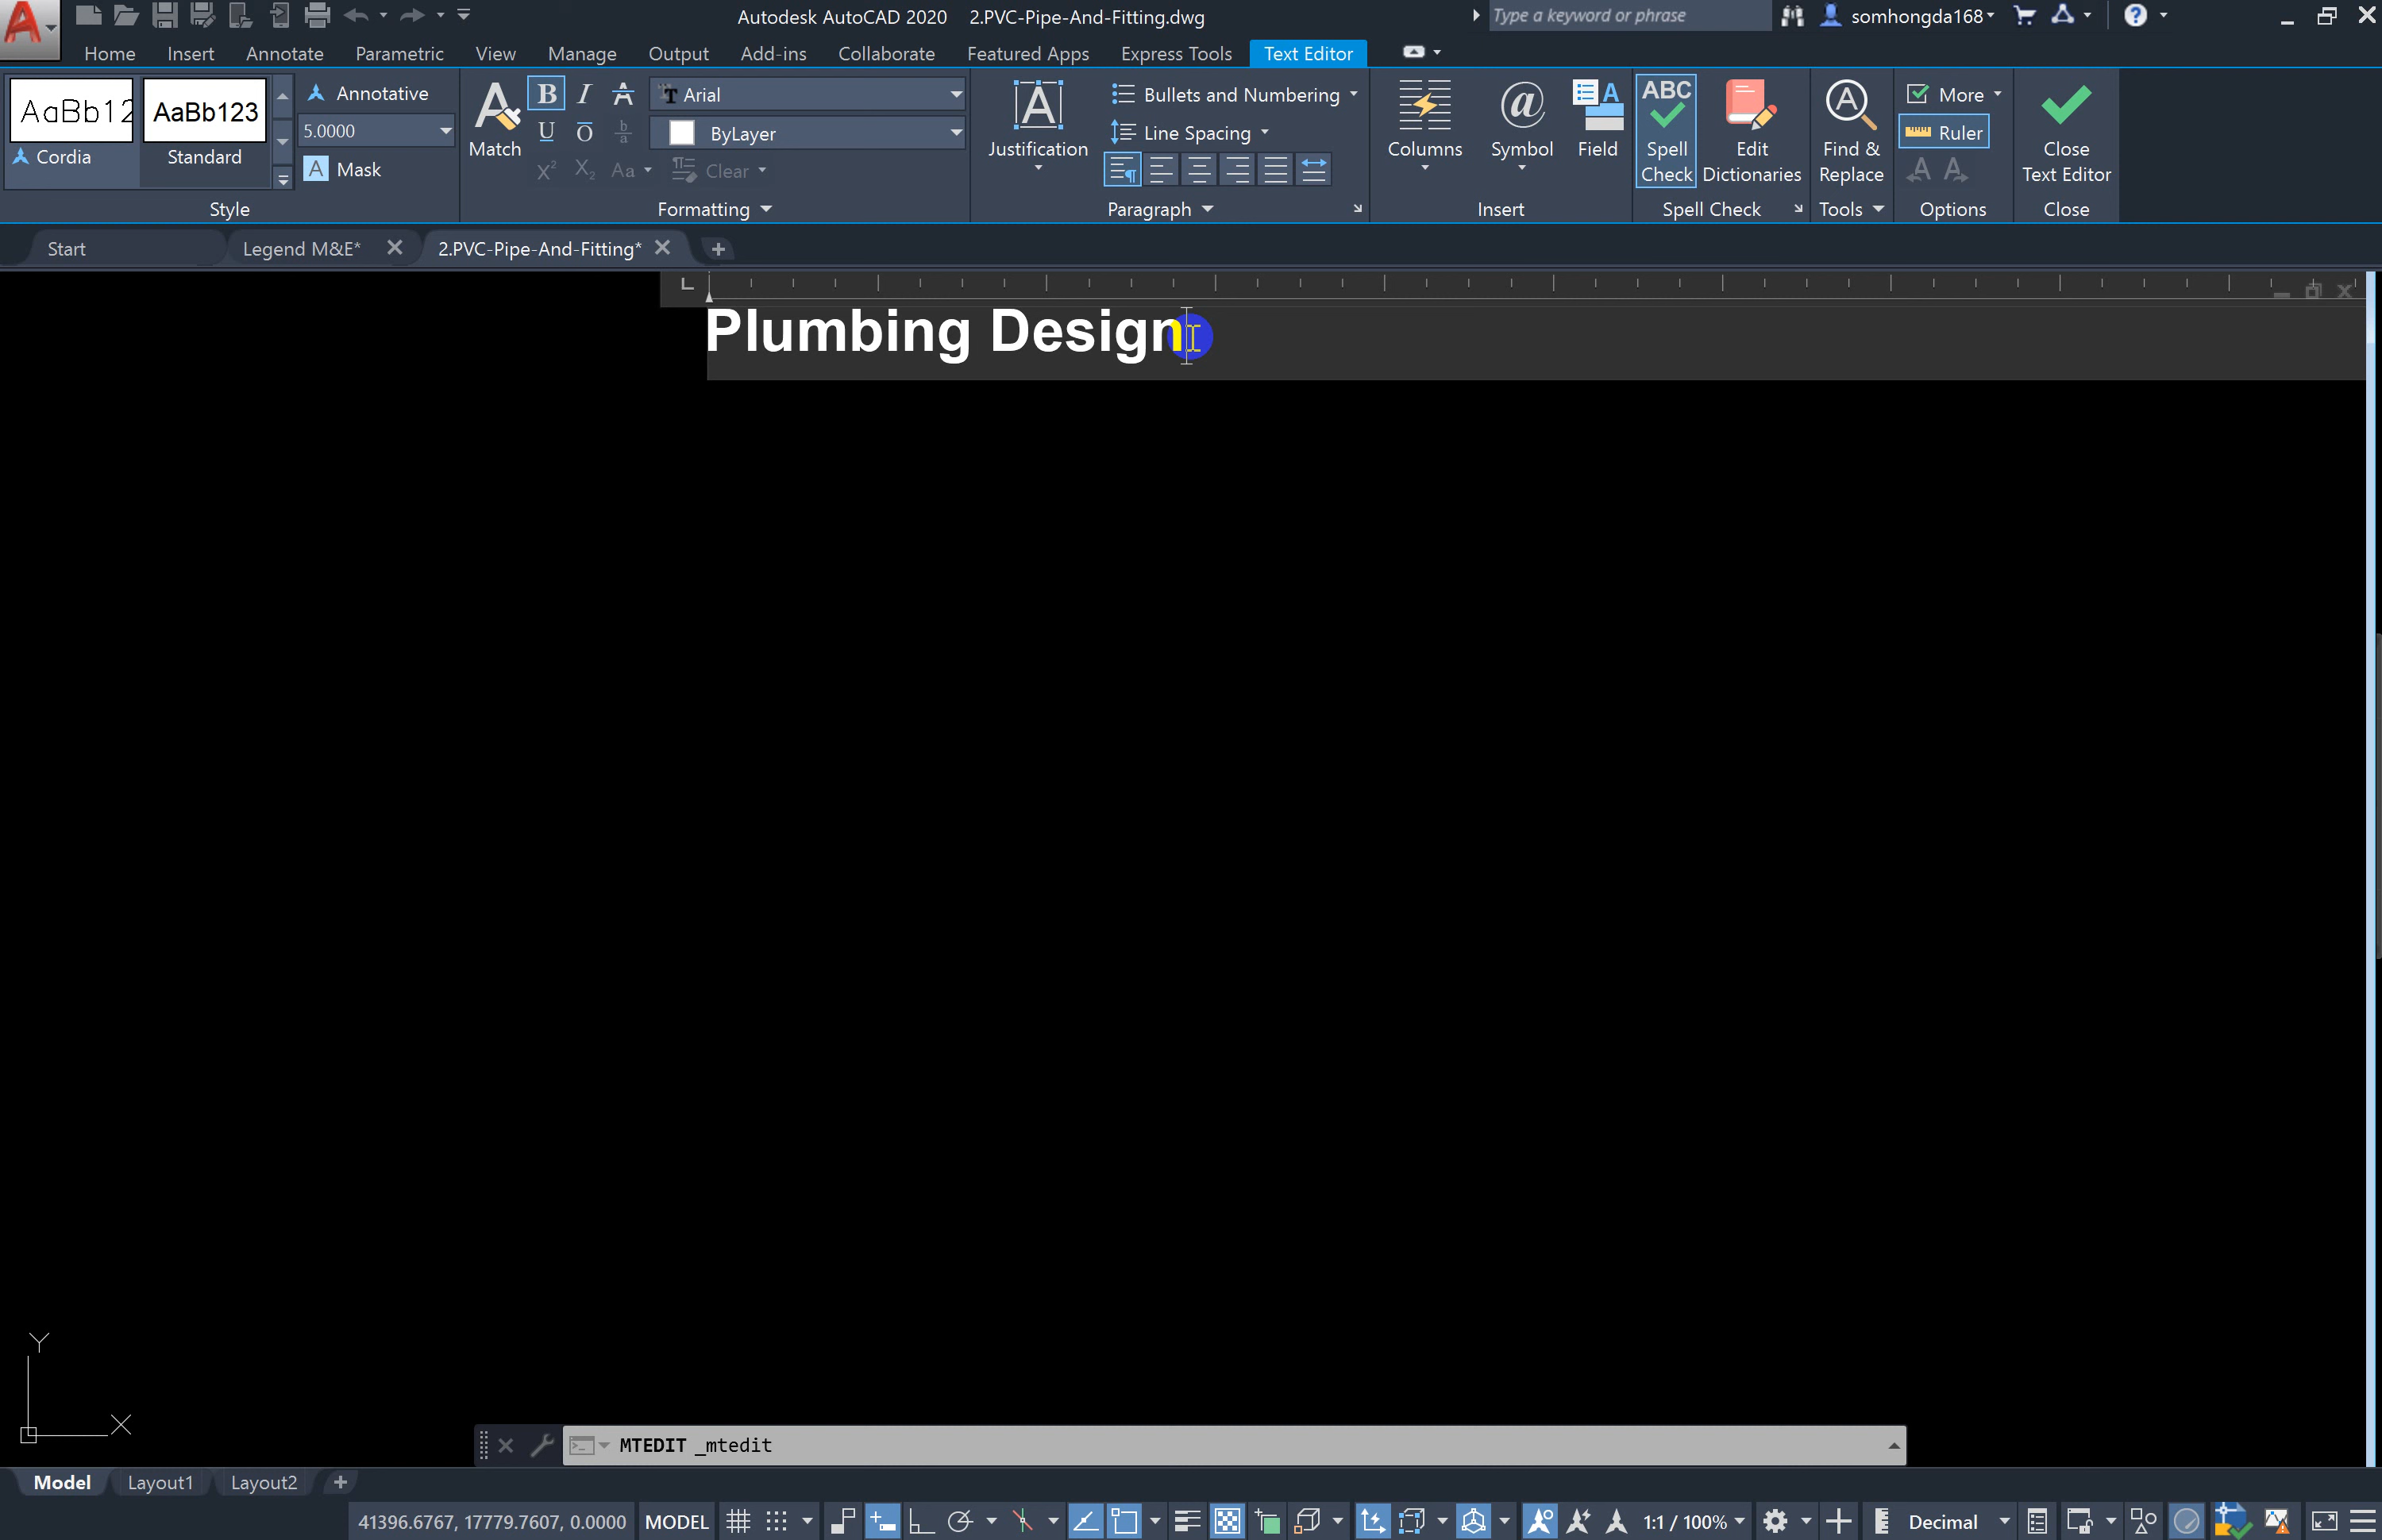 Autodesk AutoCAD 2020 2.PVC-Pipe-And-Fitting.dwg
Type a keyword or phrase
somhongda168
Home Insert Annotate Parametric View Manage Output Add-ins Collaborate Featured Apps Express Tools Text Editor
AaBb12
Cordia
AaBb123
Standard
Annotative
5.0000
A Mask
Style
Match
B I A
U O b/a
X² X₂ Aa Clear
Arial
ByLayer
Formatting
A
Justification
Bullets and Numbering
Line Spacing
Paragraph
Columns
@
Symbol
A
Field
Insert
ABC
Spell
Check
Edit
Dictionaries
Spell Check
A
Find &
Replace
Tools
More
Ruler
A A
Options
Close
Text Editor
Close
Start Legend M&E* 2.PVC-Pipe-And-Fitting*
Plumbing Design
Y
X
MTEDIT _mtedit
Model Layout1 Layout2
41396.6767, 17779.7607, 0.0000 MODEL 1:1 / 100% Decimal